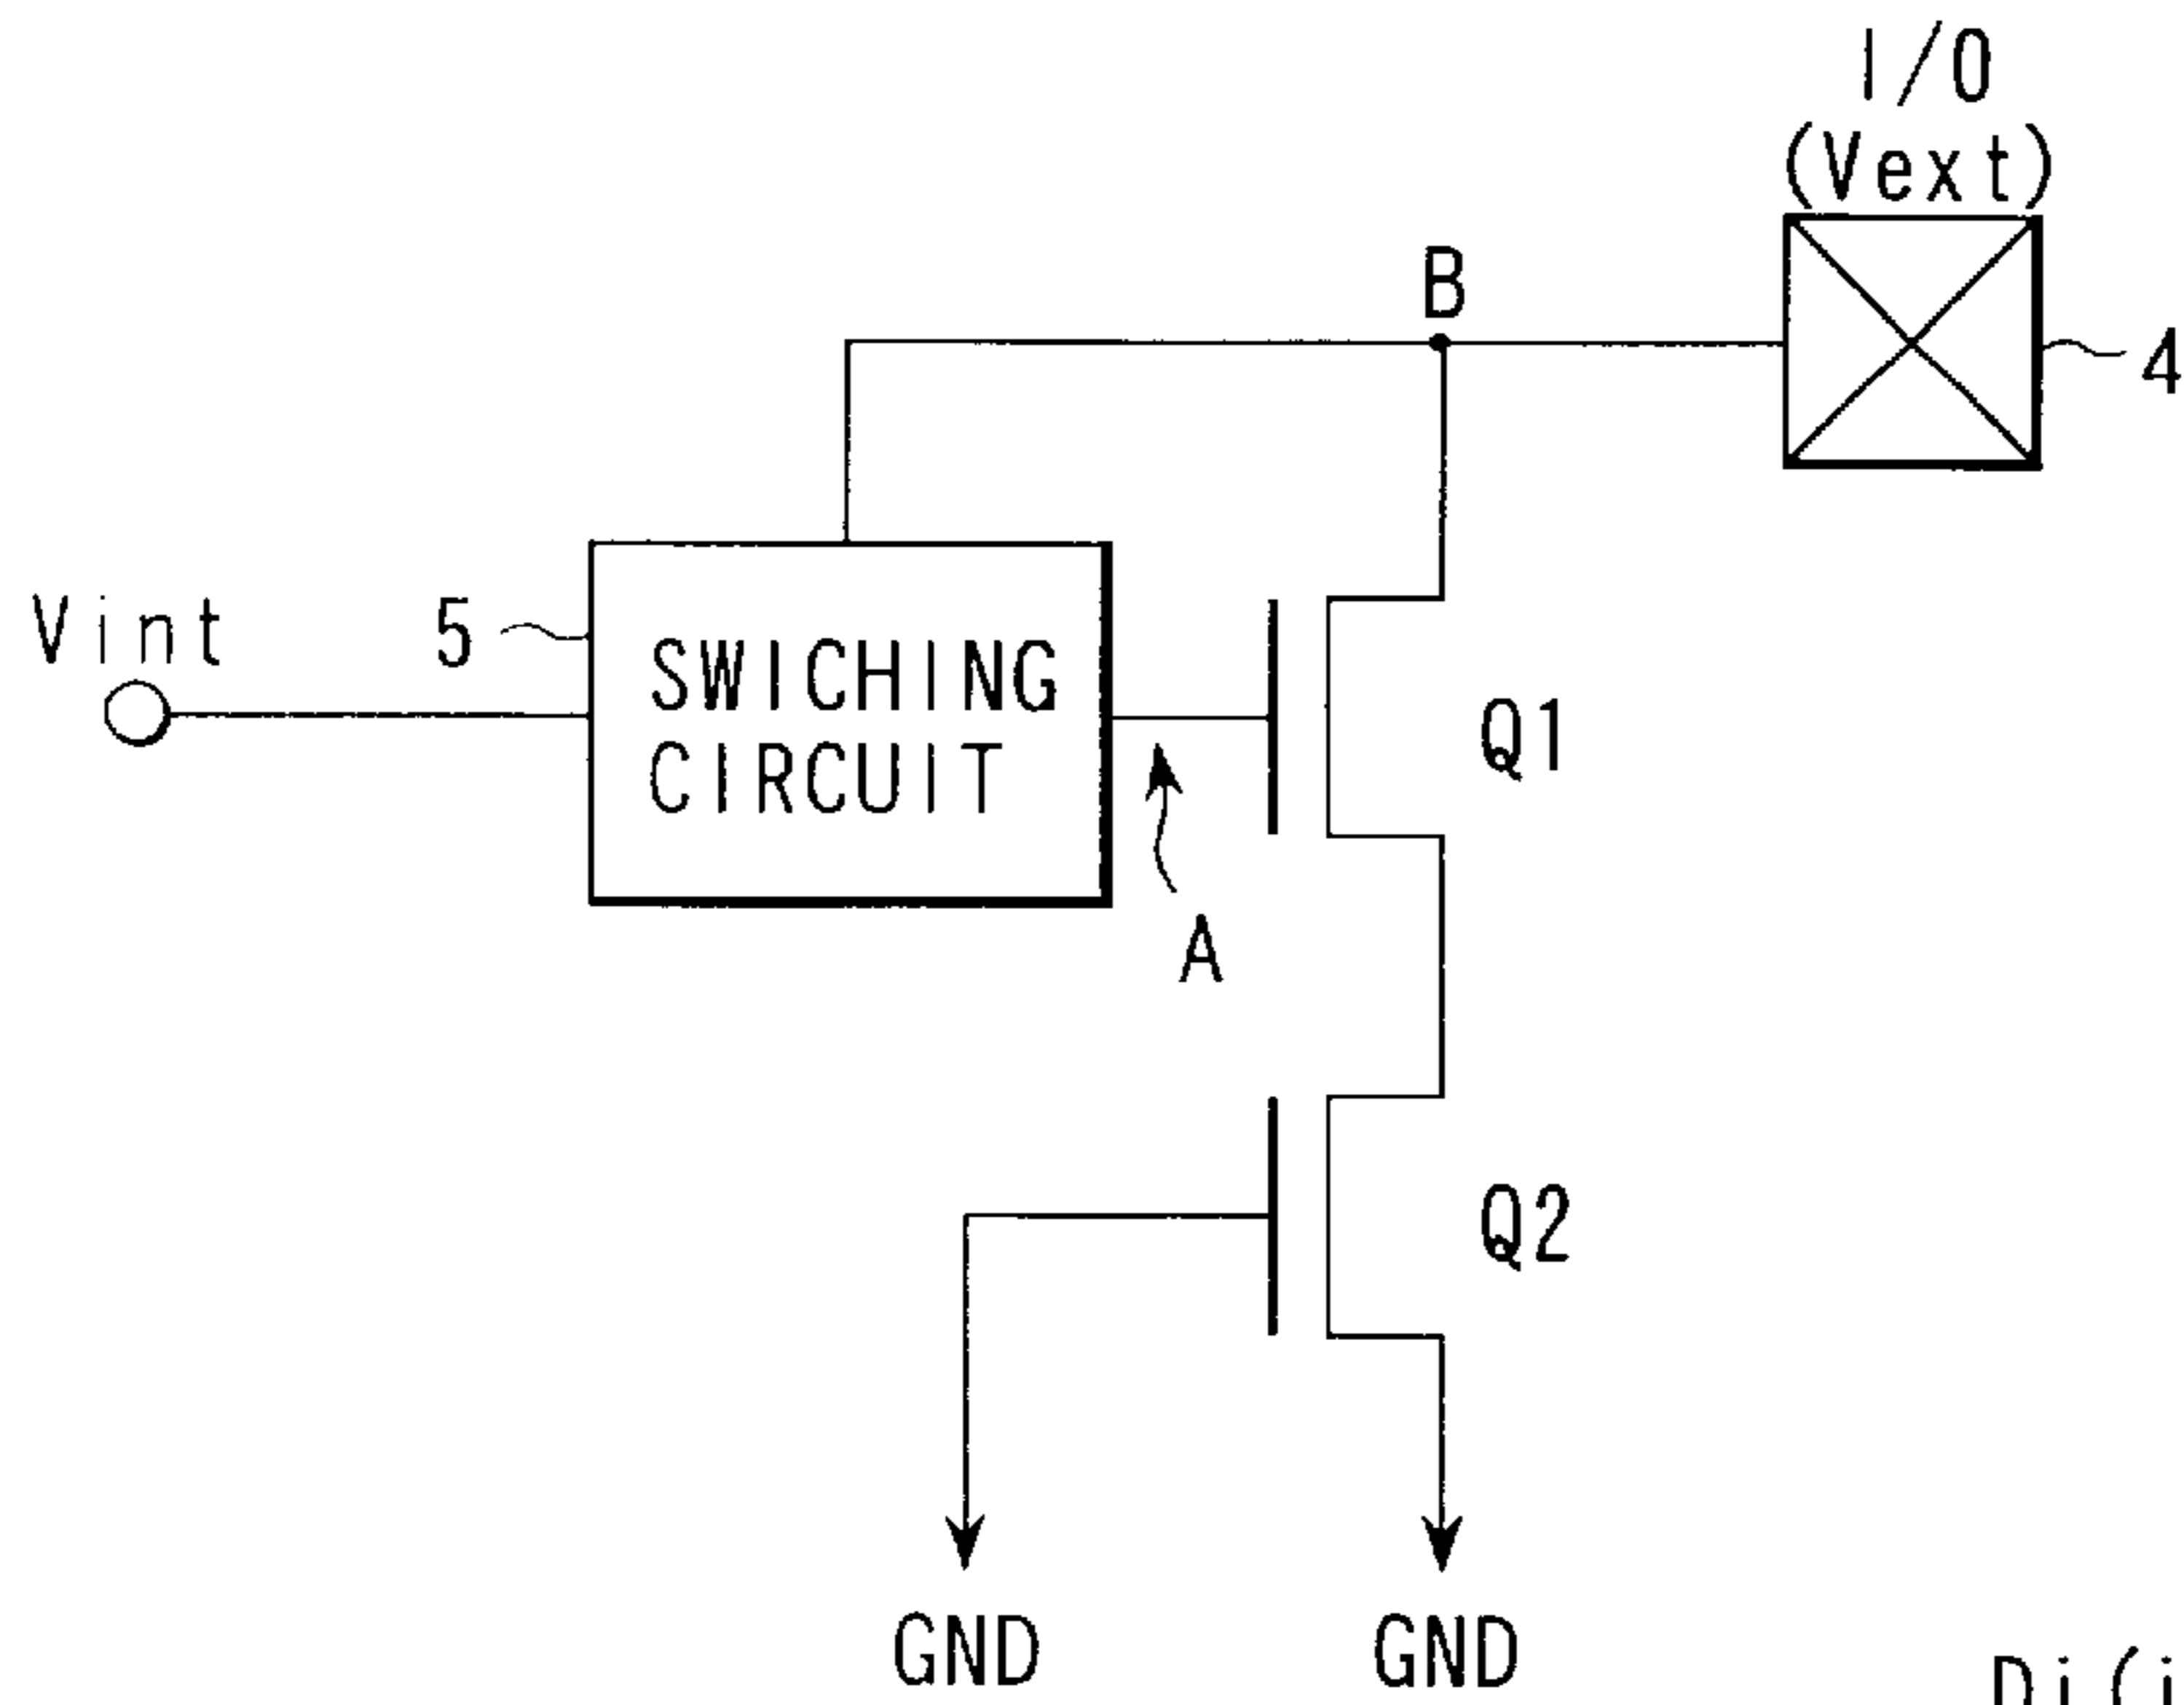 I/O
(Vext)
B
4
Vint
5
SWICHING
CIRCUIT
Q1
A
Q2
GND
GND